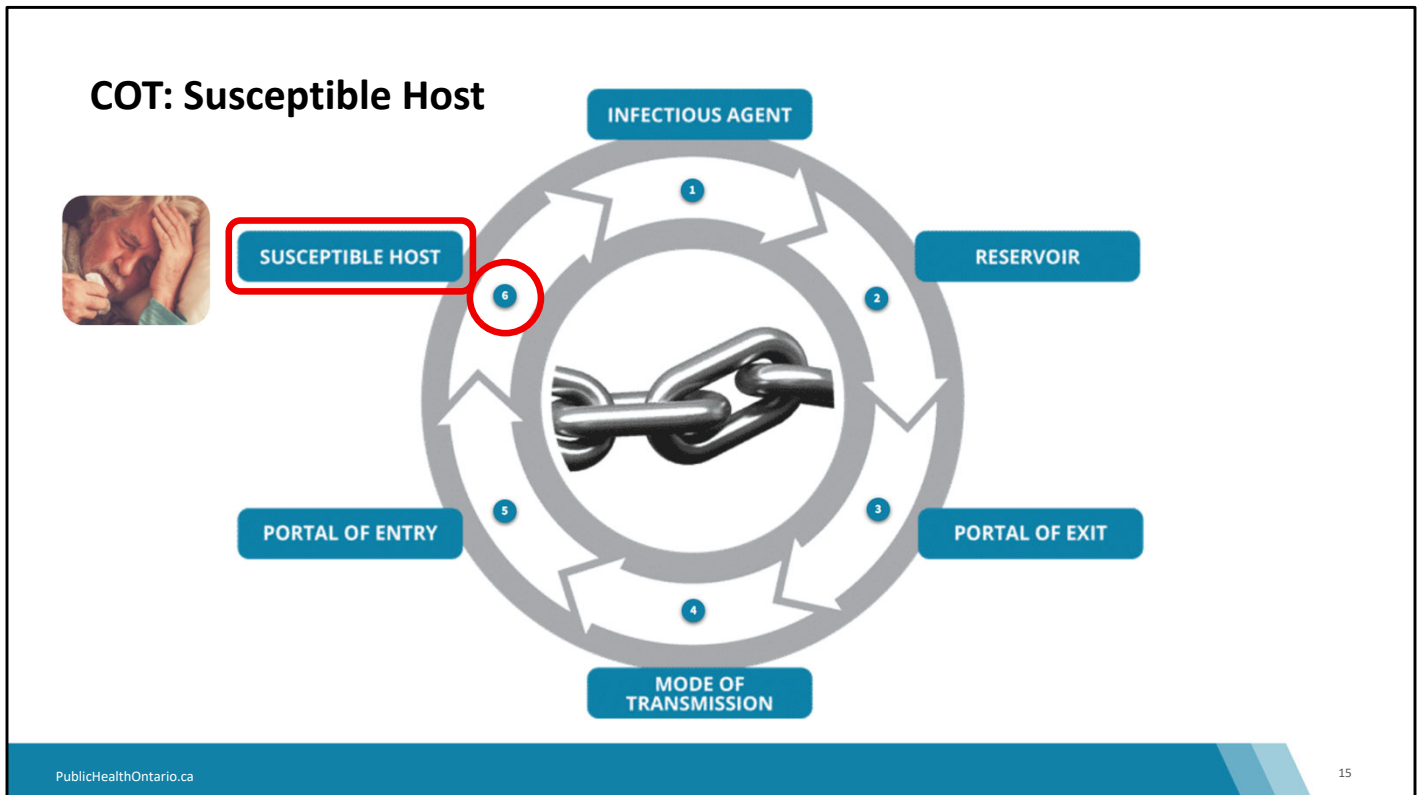 COT: Susceptible Host
INFECTIOUS AGENT
1
SUSCEPTIBLE HOST
RESERVOIR
6
2
5
3
PORTAL OF ENTRY
PORTAL OF EXIT
4
MODE OF
TRANSMISSION
PublicHealthOntario.ca
15